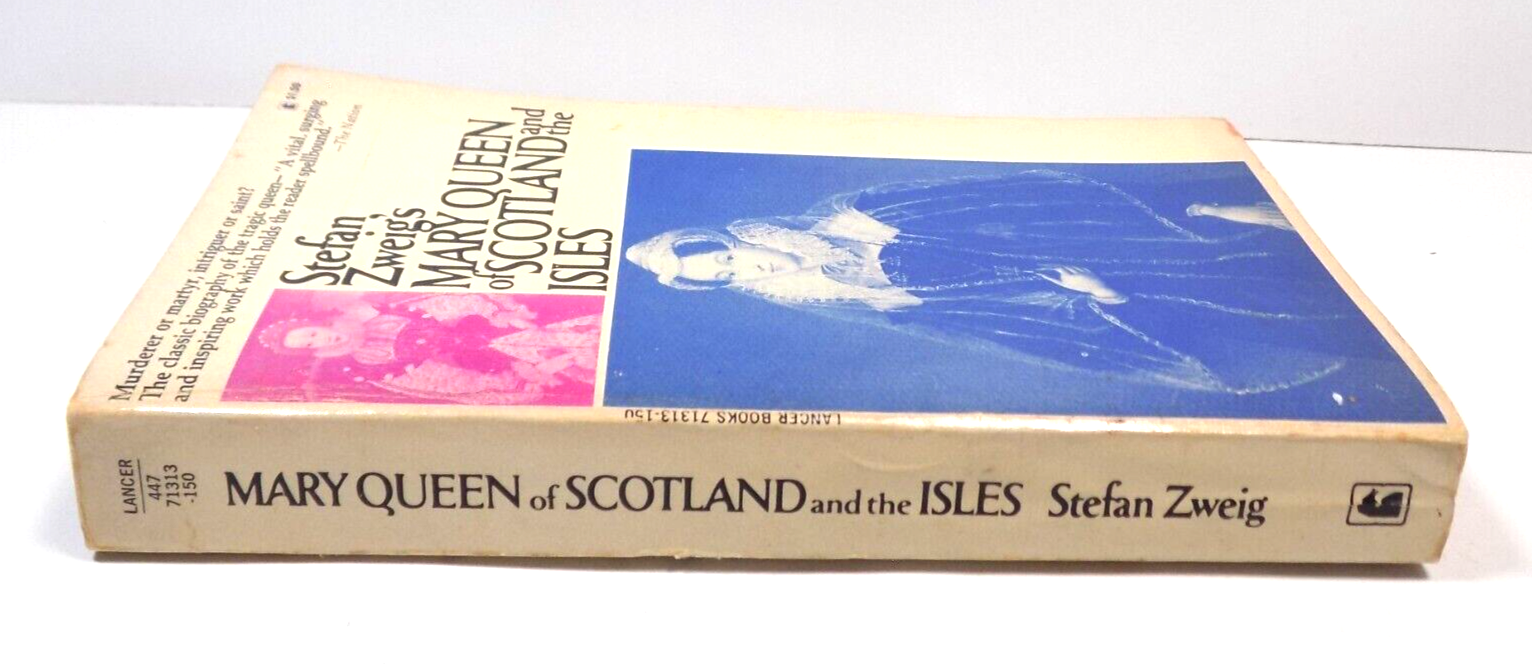 $1.50
Murderer or martyr, intriguer or saint?
The classic biography of the tragic queen—"A vital, surging
and inspiring work which holds the reader spellbound."
—The Nation
Stefan
Zweig's
MARY QUEEN
of SCOTLAND and
the
ISLES
LANCER BOOKS 71313-150
LANCER
447
71313
-150
MARY QUEEN of SCOTLAND and the ISLES Stefan Zweig